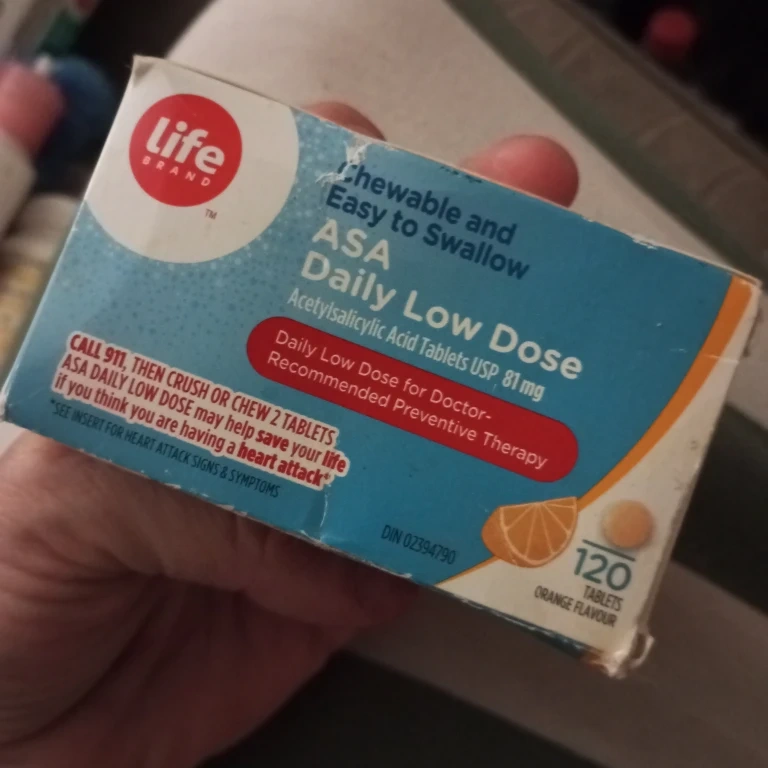 life
BRAND
TM
Chewable and
Easy to Swallow
ASA
Daily Low Dose
Acetylsalicylic Acid Tablets USP, 81 mg
Daily Low Dose for Doctor-
Recommended Preventive Therapy
CALL 911, THEN CRUSH OR CHEW 2 TABLETS
ASA DAILY LOW DOSE may help save your life
if you think you are having a heart attack*
*SEE INSERT FOR HEART ATTACK SIGNS & SYMPTOMS
DIN 02394790
120
TABLETS
ORANGE FLAVOUR